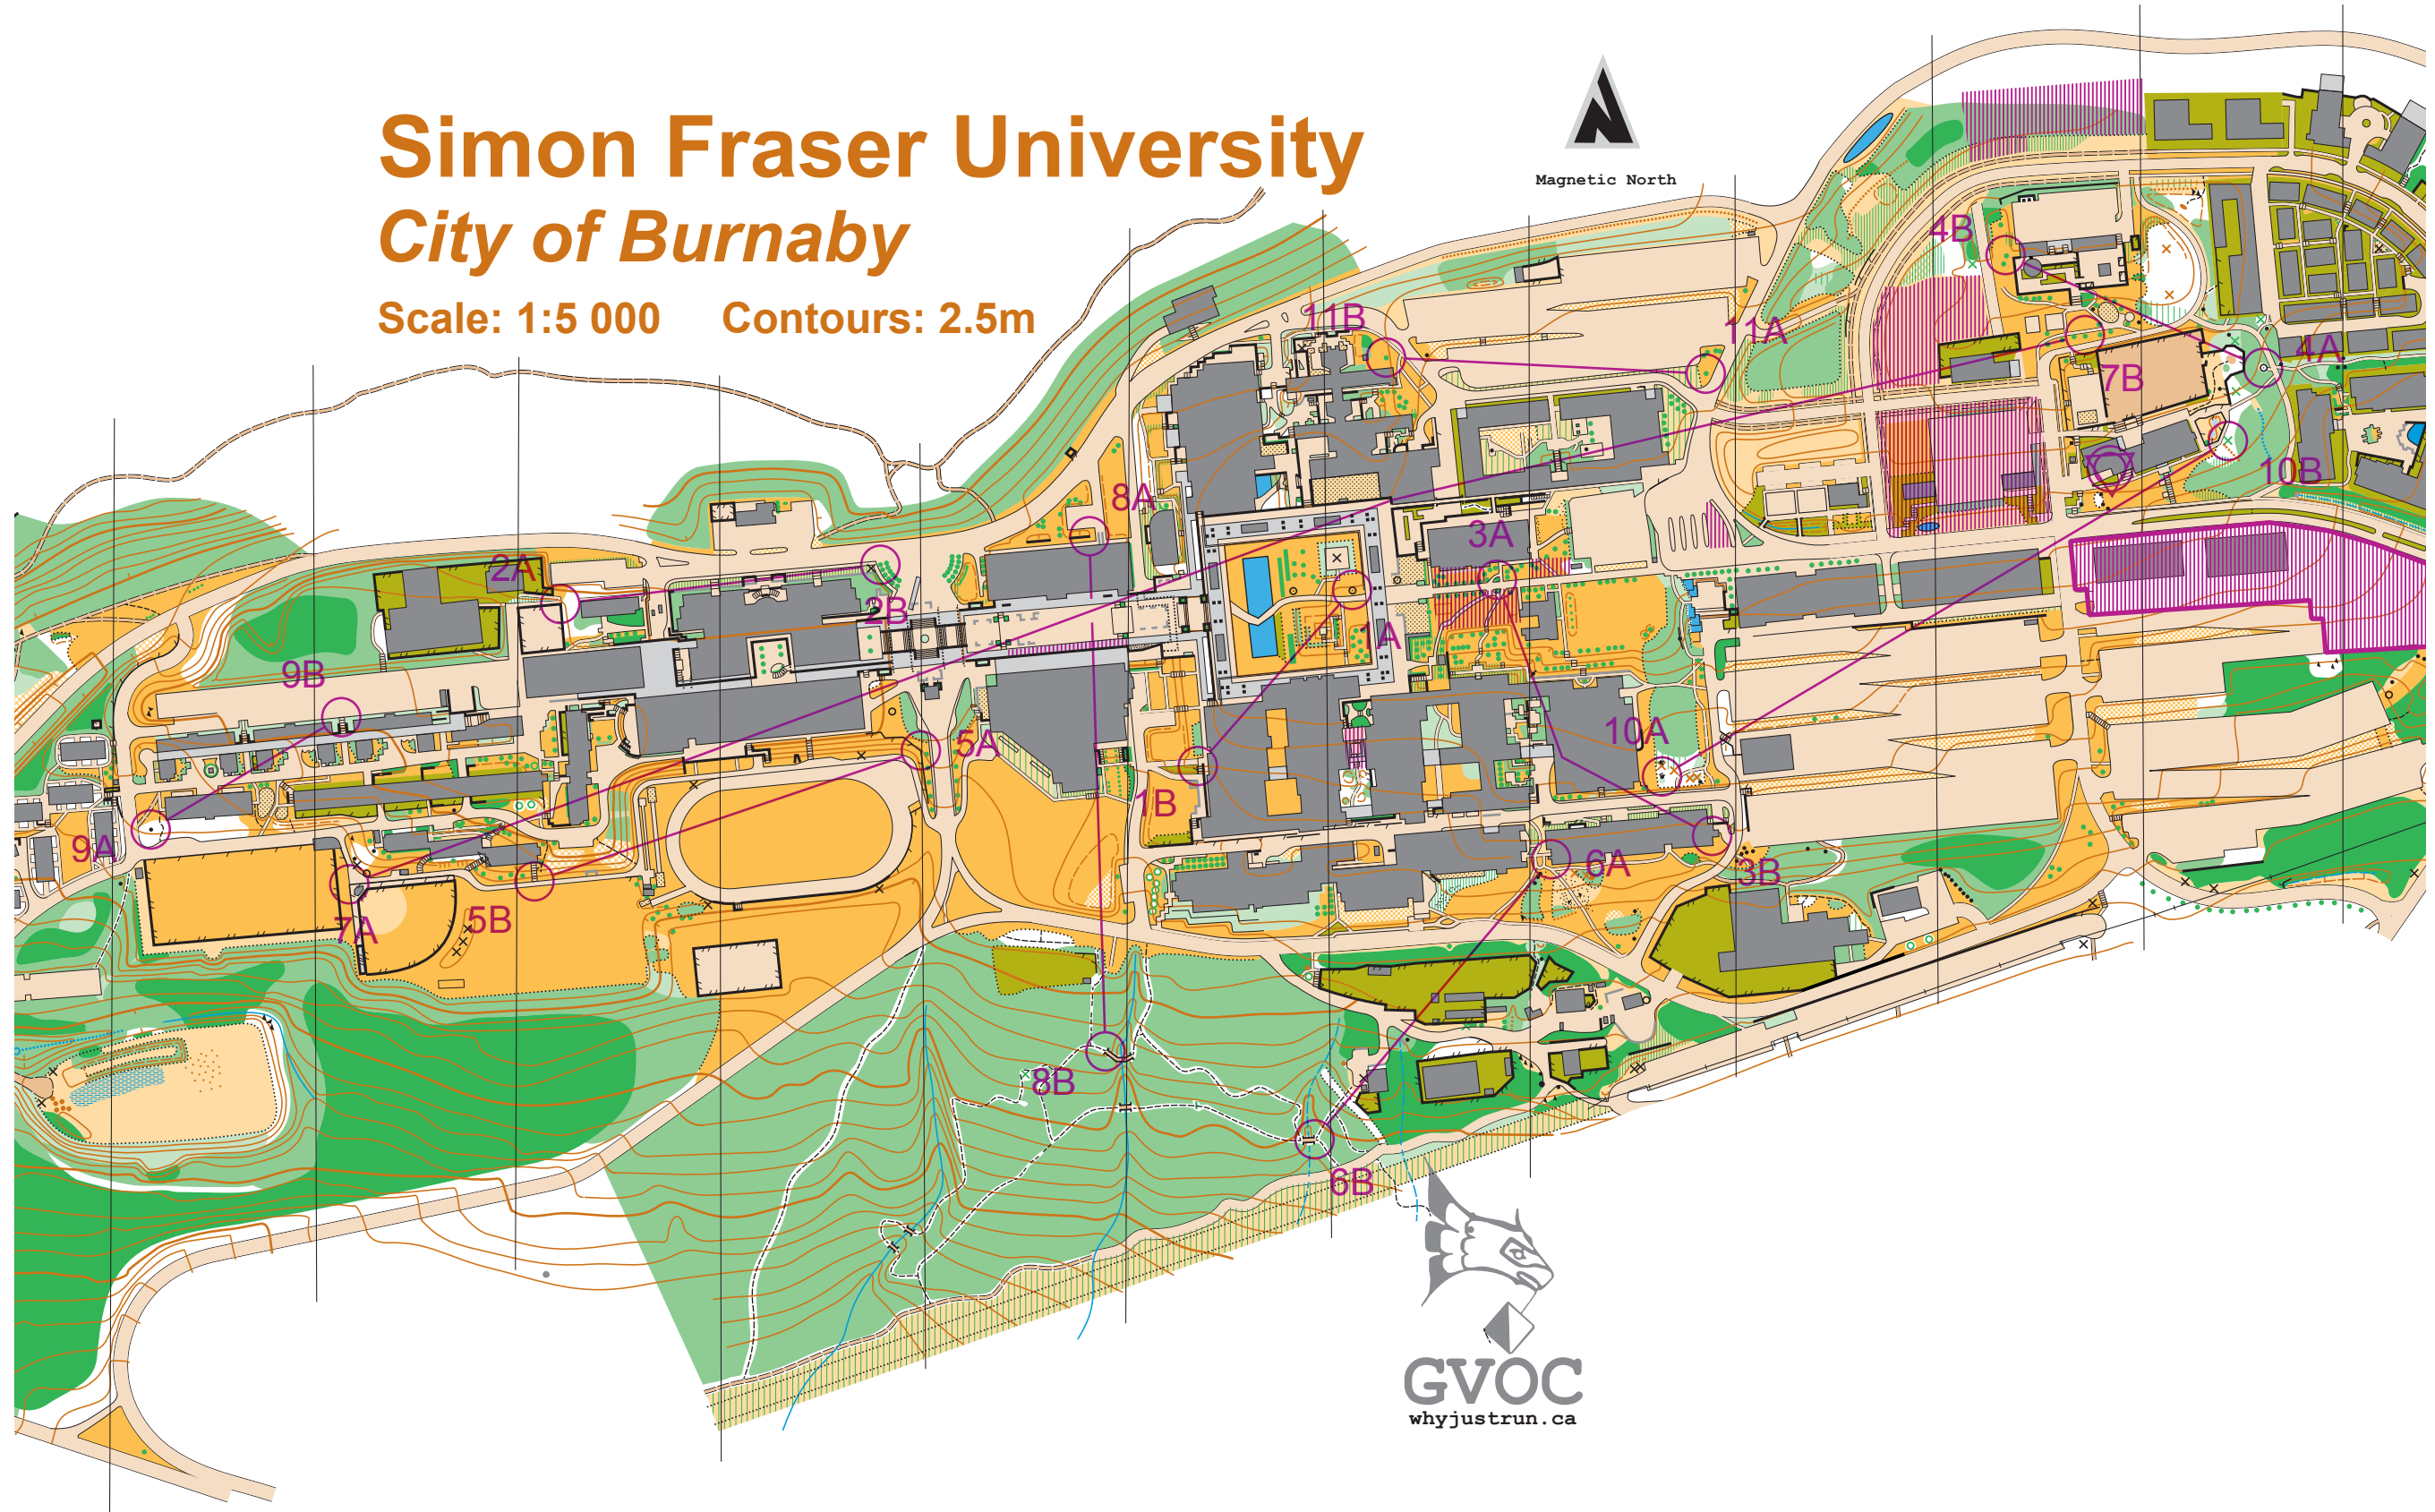 Simon Fraser University
City of Burnaby
Scale: 1:5 000 Contours: 2.5m
N
Magnetic North
4B
11B
11A
4A
7B
8A
10B
3A
2A
2B
1A
9B
5A
10A
1B
9A
6A
3B
5B
7A
8B
6B
GVOC
whyjustrun.ca